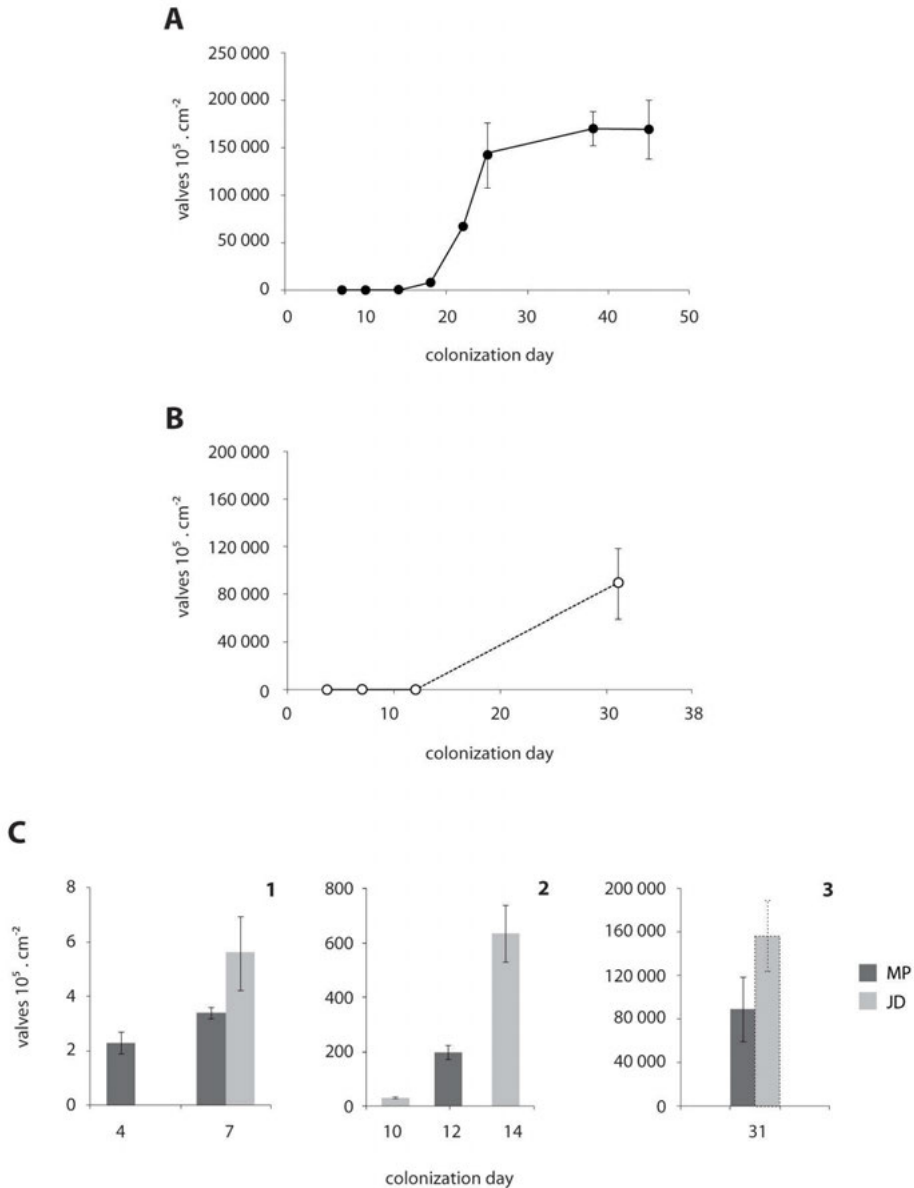 A
250 000
200 000
150 000
100 000
50 000
0
valves 10⁵ . cm⁻²
0 10 20 30 40 50
colonization day
B
200 000
160 000
120 000
80 000
40 000
0
valves 10⁵ . cm⁻²
0 10 20 30 38
colonization day
C
1
8
6
4
2
0
valves 10⁵ . cm⁻²
4 7
2
800
600
400
200
0
10 12 14
3
200 000
160 000
120 000
80 000
40 000
0
31
MP
JD
colonization day